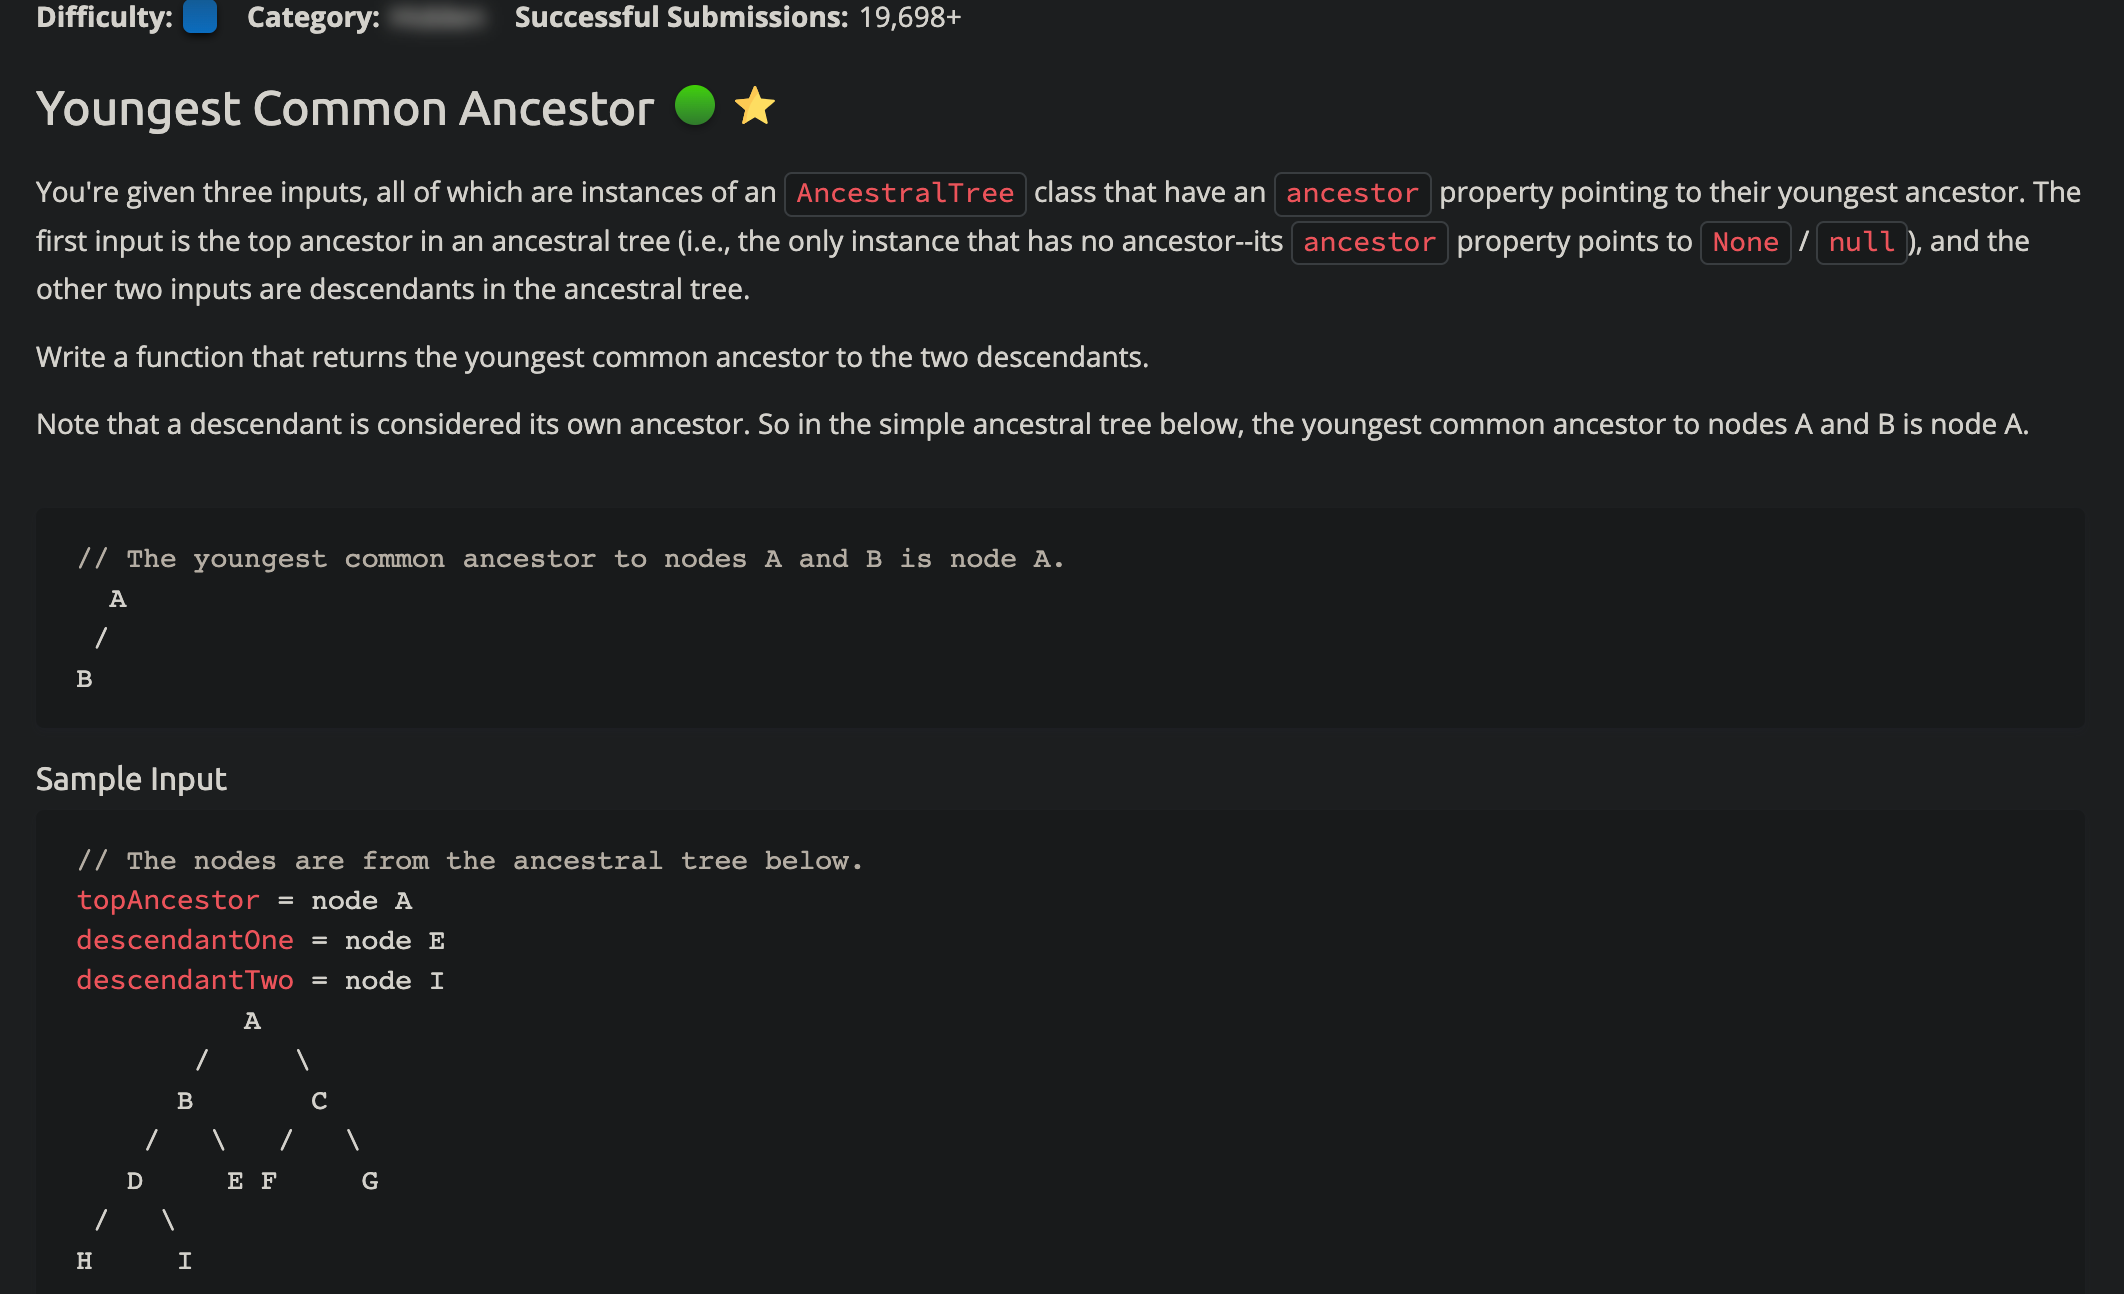 Difficulty: Category: Successful Submissions: 19,698+
Youngest Common Ancestor
You're given three inputs, all of which are instances of an AncestralTree class that have an ancestor property pointing to their youngest ancestor. The
first input is the top ancestor in an ancestral tree (i.e., the only instance that has no ancestor--its ancestor property points to None / null), and the
other two inputs are descendants in the ancestral tree.
Write a function that returns the youngest common ancestor to the two descendants.
Note that a descendant is considered its own ancestor. So in the simple ancestral tree below, the youngest common ancestor to nodes A and B is node A.
// The youngest common ancestor to nodes A and B is node A.
  A
 /
B
Sample Input
// The nodes are from the ancestral tree below.
topAncestor = node A
descendantOne = node E
descendantTwo = node I
          A
       /     \
      B       C
    /   \   /   \
   D     E F     G
 /   \
H     I